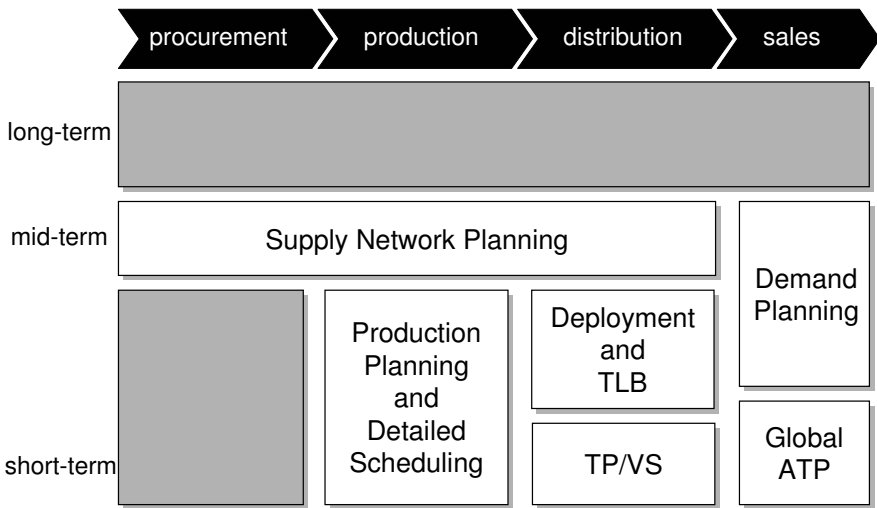 procurement
production
distribution
sales
long-term
mid-term
Supply Network Planning
Demand
Planning
Production
Planning
and
Detailed
Scheduling
Deployment
and
TLB
short-term
TP/VS
Global
ATP